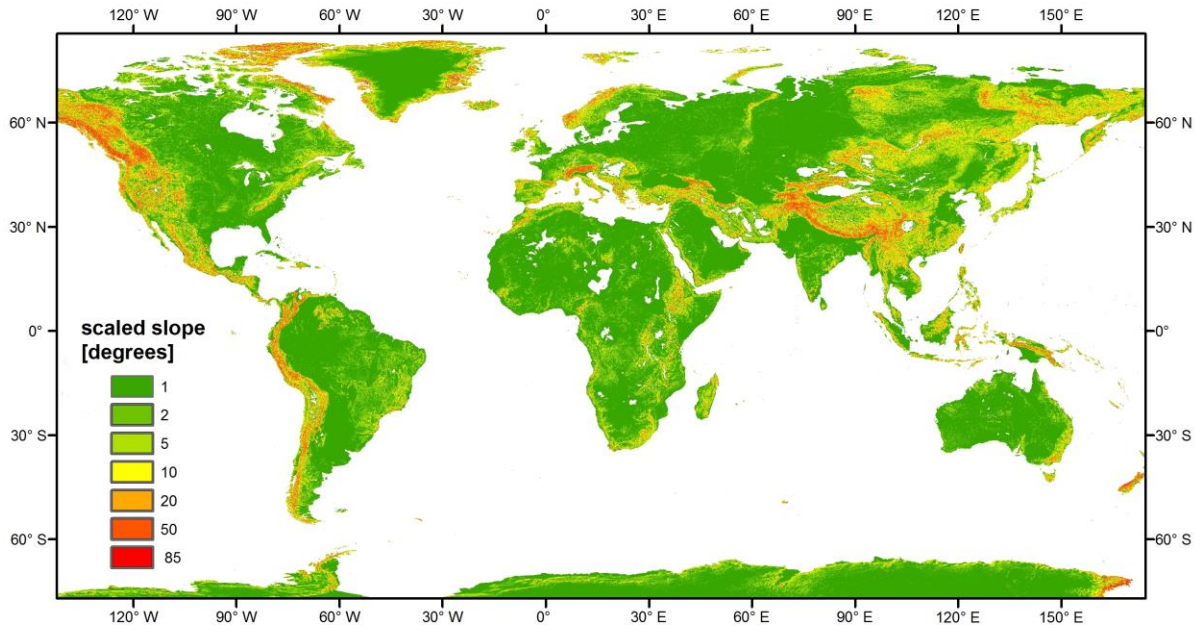 120° W 90° W 60° W 30° W 0° 30° E 60° E 90° E 120° E 150° E
60° N 60° N
30° N 30° N
0° 0°
scaled slope
[degrees]
1
2
5
10
20
50
85
30° S 30° S
60° S 60° S
120° W 90° W 60° W 30° W 0° 30° E 60° E 90° E 120° E 150° E